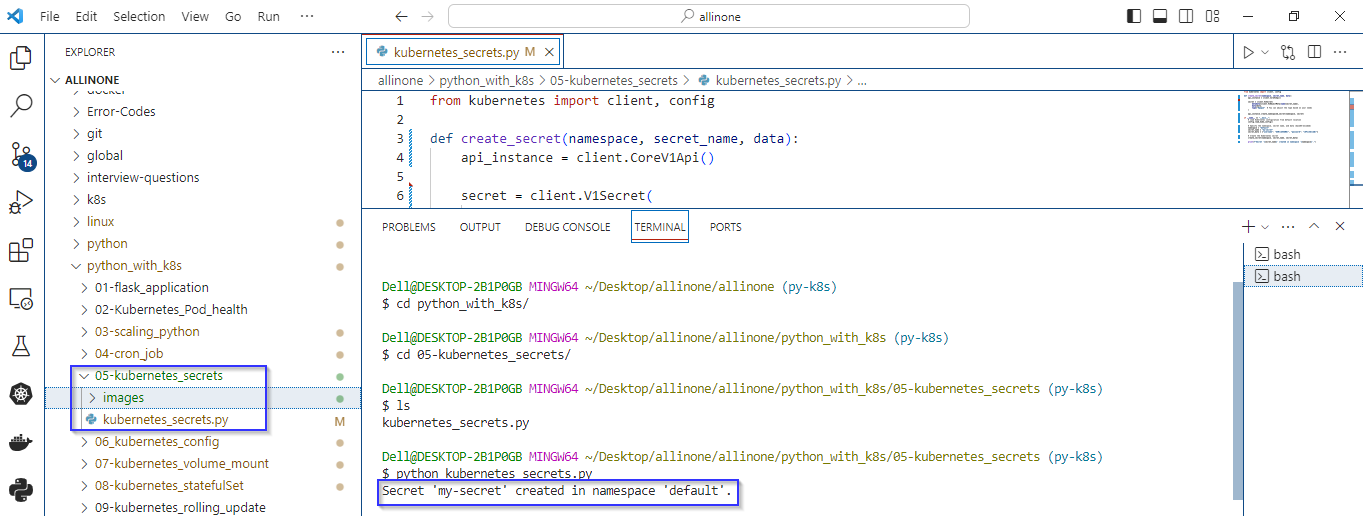 File Edit Selection View Go Run ···
allinone
EXPLORER ···
ALLINONE
docker
Error-Codes
git
global
interview-questions
k8s
linux
python
python_with_k8s
01-flask_application
02-Kubernetes_Pod_health
03-scaling_python
04-cron_job
05-kubernetes_secrets
images
kubernetes_secrets.py M
06_kubernetes_config
07-kubernetes_volume_mount
08-kubernetes_statefulSet
09-kubernetes_rolling_update
14
kubernetes_secrets.py M
allinone > python_with_k8s > 05-kubernetes_secrets > kubernetes_secrets.py > ...
1 from kubernetes import client, config
2
3 def create_secret(namespace, secret_name, data):
4 api_instance = client.CoreV1Api()
5
6 secret = client.V1Secret(
PROBLEMS OUTPUT DEBUG CONSOLE TERMINAL PORTS
Dell@DESKTOP-2B1P0GB MINGW64 ~/Desktop/allinone/allinone (py-k8s)
$ cd python_with_k8s/
Dell@DESKTOP-2B1P0GB MINGW64 ~/Desktop/allinone/allinone/python_with_k8s (py-k8s)
$ cd 05-kubernetes_secrets/
Dell@DESKTOP-2B1P0GB MINGW64 ~/Desktop/allinone/allinone/python_with_k8s/05-kubernetes_secrets (py-k8s)
$ ls
kubernetes_secrets.py
Dell@DESKTOP-2B1P0GB MINGW64 ~/Desktop/allinone/allinone/python_with_k8s/05-kubernetes_secrets (py-k8s)
$ python kubernetes_secrets.py
Secret 'my-secret' created in namespace 'default'.
bash
bash